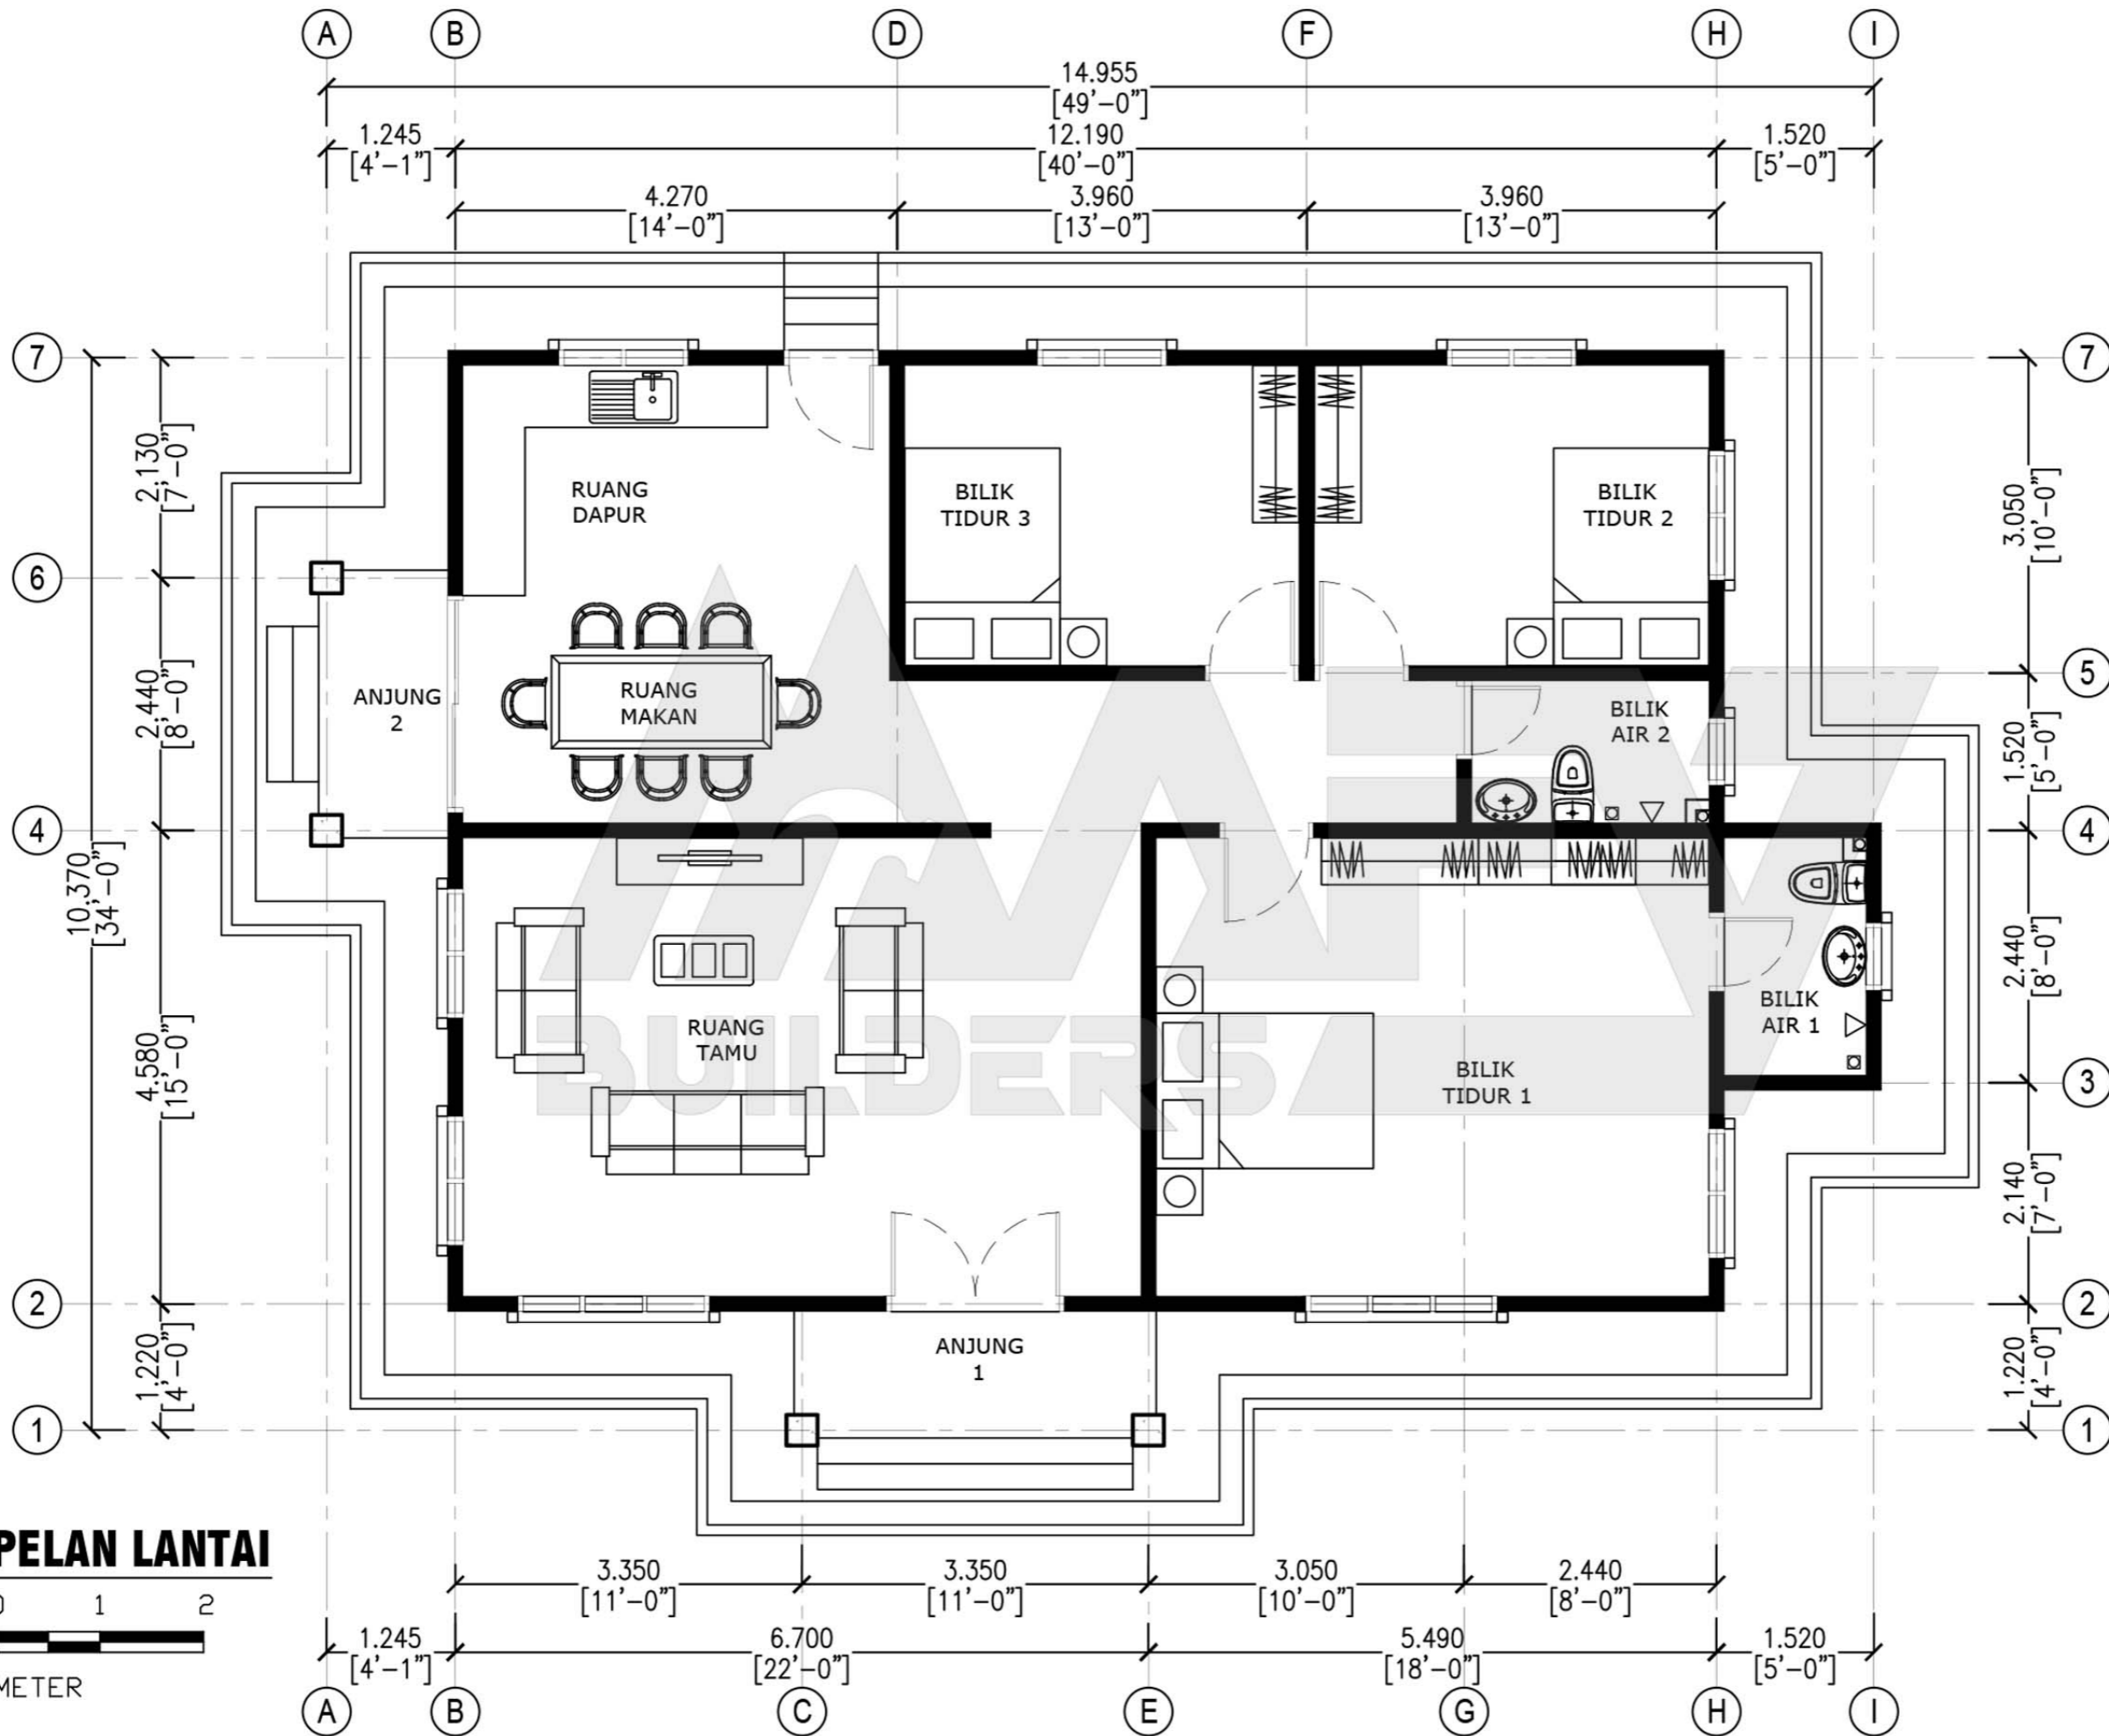 A B D F H I
14.955
[49'-0"]
1.245 12.190 1.520
[4'-1"] [40'-0"] [5'-0"]
4.270 3.960 3.960
[14'-0"] [13'-0"] [13'-0"]
7 7
2.130
[7'-0"]
3.050
[10'-0"]
RUANG
DAPUR
BILIK
TIDUR 3
BILIK
TIDUR 2
6
5
2.440
[8'-0"]
ANJUNG
2
RUANG
MAKAN
BILIK
AIR 2
1.520
[5'-0"]
4 4
10.370
[34'-0"]
4.580
[15'-0"]
RUANG
TAMU
BILIK
TIDUR 1
BILIK
AIR 1
2.440
[8'-0"]
BUILDERS
3
2.140
[7'-0"]
2 2
1.220
[4'-0"]
ANJUNG
1
1.220
[4'-0"]
1 1
PELAN LANTAI
0 1 2
METER
3.350 3.350 3.050 2.440
[11'-0"] [11'-0"] [10'-0"] [8'-0"]
1.245 6.700 5.490 1.520
[4'-1"] [22'-0"] [18'-0"] [5'-0"]
A B C E G H I